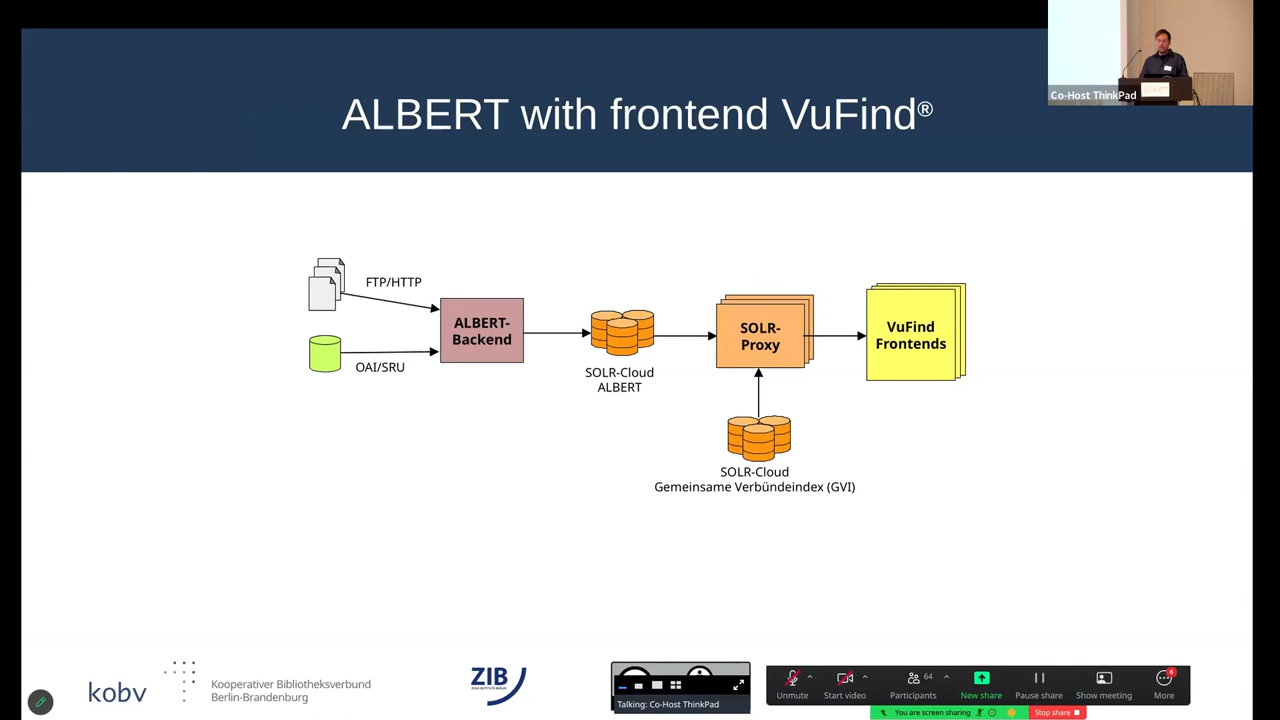 Co-Host ThinkPad
ALBERT with frontend VuFind®
FTP/HTTP
ALBERT-
Backend
OAI/SRU
SOLR-Cloud
ALBERT
SOLR-
Proxy
VuFind
Frontends
SOLR-Cloud
Gemeinsame Verbündeindex (GVI)
kobv
Kooperativer Bibliotheksverbund
Berlin-Brandenburg
ZIB
Talking: Co-Host ThinkPad
Unmute
Start video
64
Participants
New share
Pause share
Show meeting
6
More
You are screen sharing
Stop share